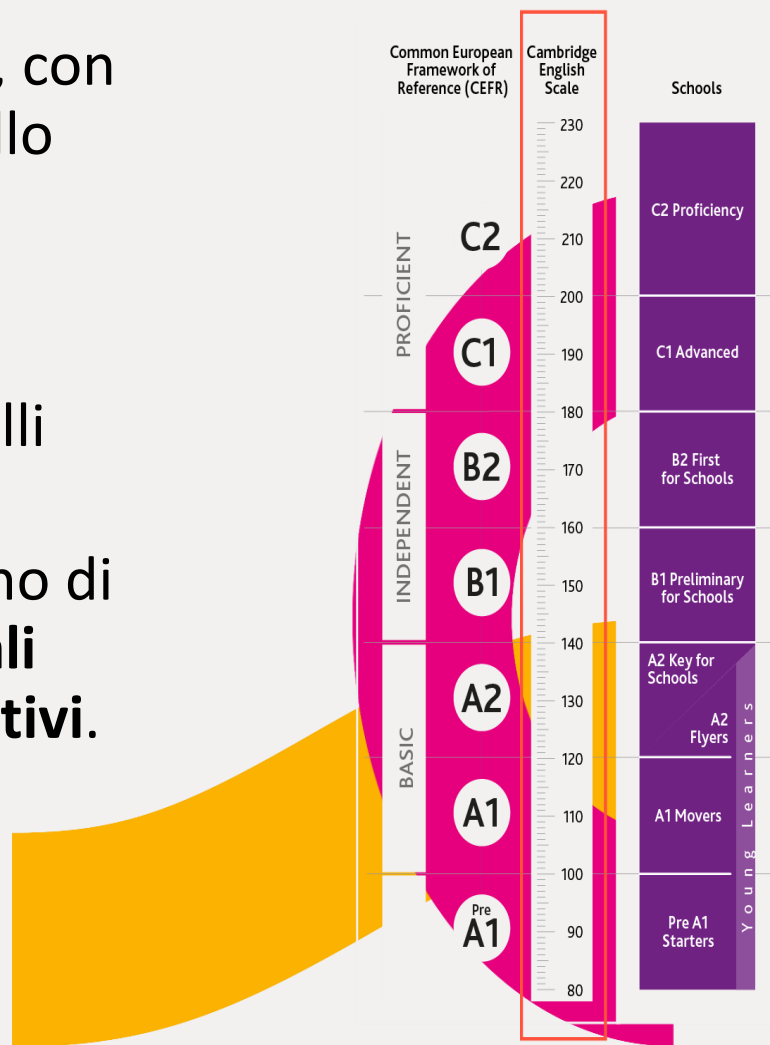 , con
llo
lli
no di
li
tivi.
Common European
Framework of
Reference (CEFR)
Cambridge
English
Scale
Schools
PROFICIENT
INDEPENDENT
BASIC
C2
C1
B2
B1
A2
A1
Pre
A1
230
220
210
200
190
180
170
160
150
140
130
120
110
100
90
80
C2 Proficiency
C1 Advanced
B2 First
for Schools
B1 Preliminary
for Schools
A2 Key for
Schools
A2
Flyers
A1 Movers
Pre A1
Starters
Young Learners